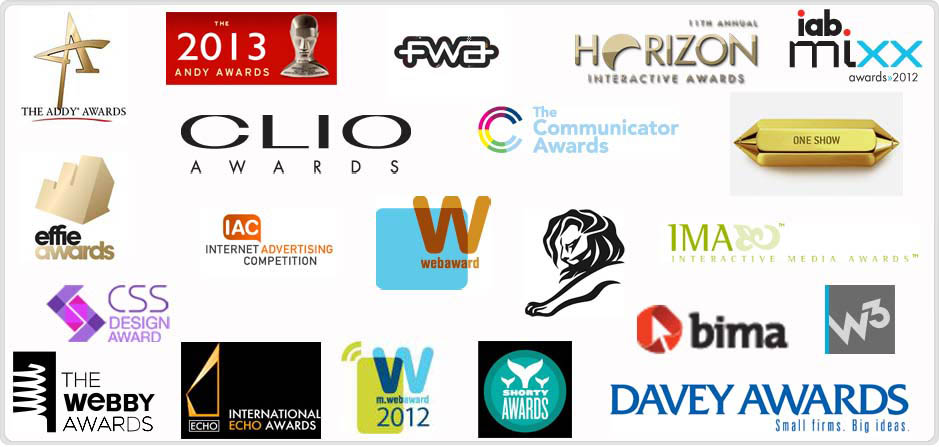 THE ADDY® AWARDS
THE
2013
ANDY AWARDS
fwa
11TH ANNUAL
HORIZON
INTERACTIVE AWARDS
iab.
mixx
awards»2012
CLIO
AWARDS
The
Communicator
Awards
ONE SHOW
effie
awards
IAC
INTERNET ADVERTISING
COMPETITION
W
webaward
IMA™
INTERACTIVE MEDIA AWARDS™
CSS
DESIGN
AWARD
bima
W3
THE
WEBBY
AWARDS
ECHO
INTERNATIONAL
ECHO AWARDS
W
m.webaward
2012
SHORTY
AWARDS
DAVEY AWARDS
Small firms. Big ideas.